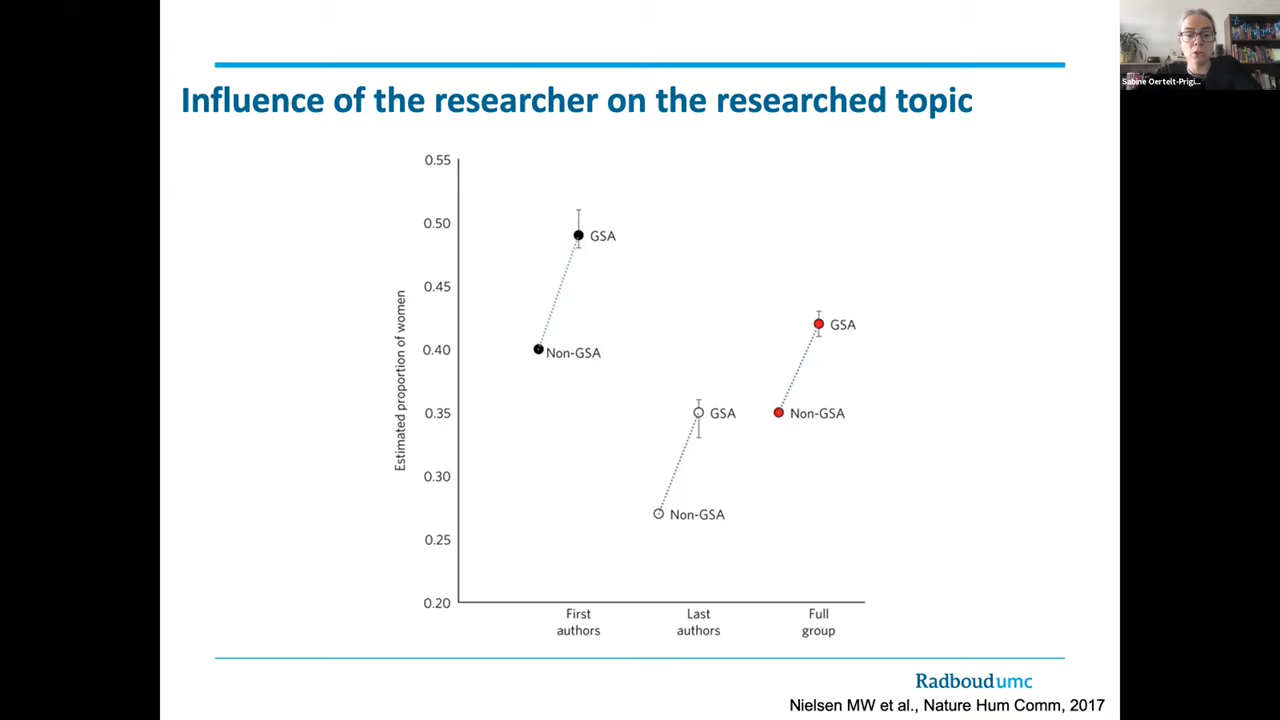 Sabine Oertelt-Prigi...
Influence of the researcher on the researched topic
Estimated proportion of women
0.55
0.50
0.45
0.40
0.35
0.30
0.25
0.20
GSA
Non-GSA
GSA
Non-GSA
GSA
Non-GSA
First
authors
Last
authors
Full
group
Radboudumc
Nielsen MW et al., Nature Hum Comm, 2017